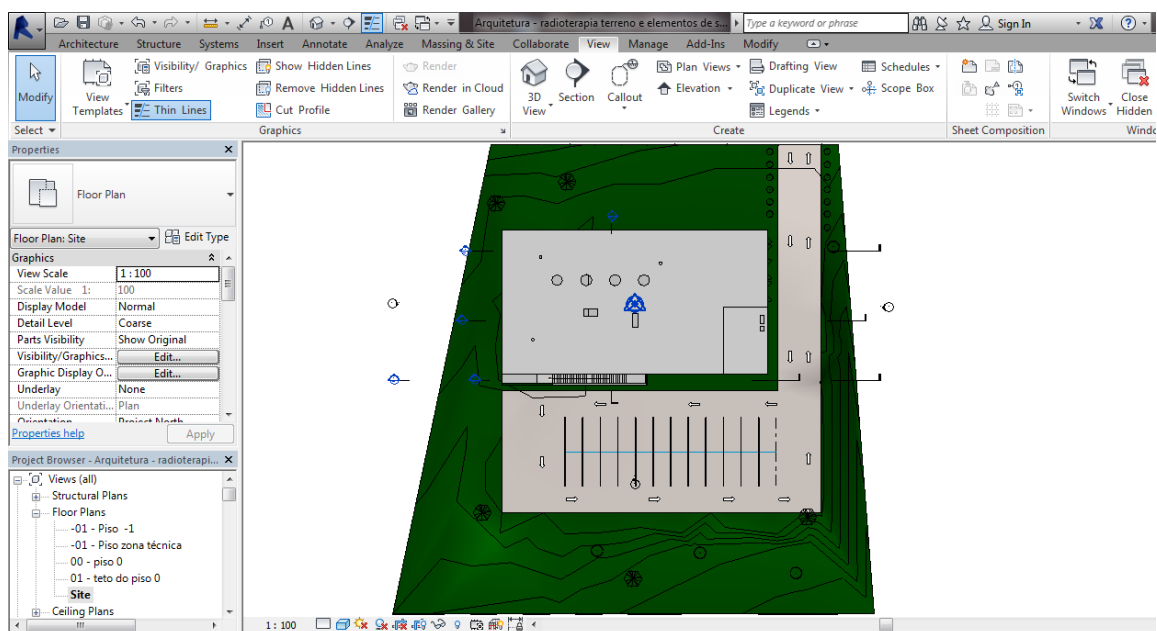 Arquitetura - radioterapia terreno e elementos de s...
Type a keyword or phrase
Sign In
Architecture Structure Systems Insert Annotate Analyze Massing & Site Collaborate View Manage Add-Ins Modify
Modify
View
Templates
Visibility/ Graphics
Filters
Thin Lines
Show Hidden Lines
Remove Hidden Lines
Cut Profile
Render
Render in Cloud
Render Gallery
3D
View
Section
Callout
Plan Views
Elevation
Drafting View
Duplicate View
Legends
Schedules
Scope Box
Switch
Windows
Close
Hidden
Select
Graphics
Create
Sheet Composition
Windo
Properties
Floor Plan
Floor Plan: Site
Edit Type
Graphics
View Scale 1 : 100
Scale Value 1: 100
Display Model Normal
Detail Level Coarse
Parts Visibility Show Original
Visibility/Graphics... Edit...
Graphic Display O... Edit...
Underlay None
Underlay Orientati... Plan
Orientation Project North
Properties help
Apply
Project Browser - Arquitetura - radioterapi...
Views (all)
Structural Plans
Floor Plans
-01 - Piso -1
-01 - Piso zona técnica
00 - piso 0
01 - teto do piso 0
Site
Ceiling Plans
1 : 100